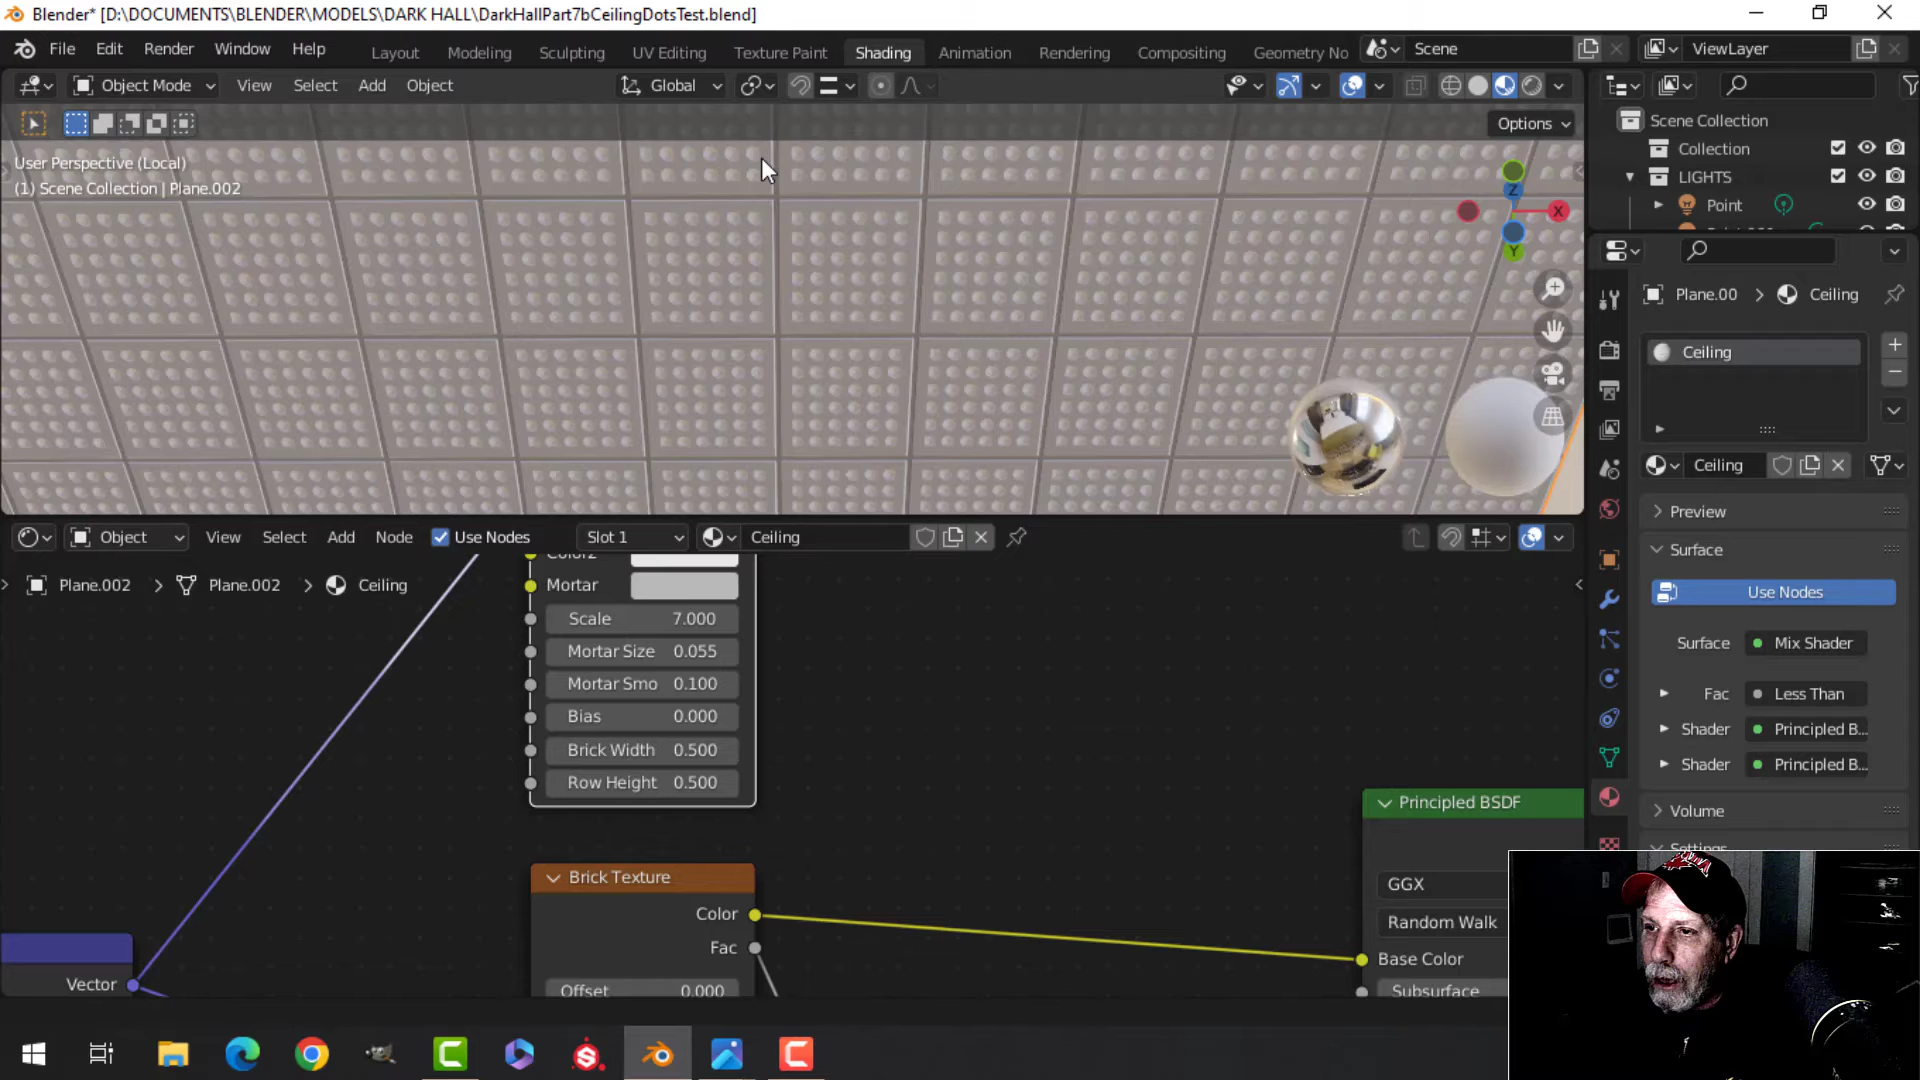 Blender* [D:\DOCUMENTS\BLENDER\MODELS\DARK HALL\DarkHallPart7bCeilingDotsTest.blend]
File Edit Render Window Help Layout Modeling Sculpting UV Editing Texture Paint Shading Animation Rendering Compositing Geometry No Scene ViewLayer
Object Mode View Select Add Object Global
Options
Scene Collection
User Perspective (Local)
(1) Scene Collection | Plane.002
Collection
LIGHTS
Point
Z
X
Y
Plane.00 > Ceiling
Ceiling
Ceiling
Preview
Object View Select Add Node Use Nodes Slot 1 Ceiling
Surface
Plane.002 > Plane.002 > Ceiling
Use Nodes
Mortar
Scale 7.000
Mortar Size 0.055
Mortar Smo 0.100
Bias 0.000
Brick Width 0.500
Row Height 0.500
Surface Mix Shader
Fac Less Than
Shader Principled B...
Shader Principled B...
Volume
Settings
Principled BSDF
GGX
Random Walk
Base Color
Subsurface
Brick Texture
Color
Fac
Offset 0.000
Vector